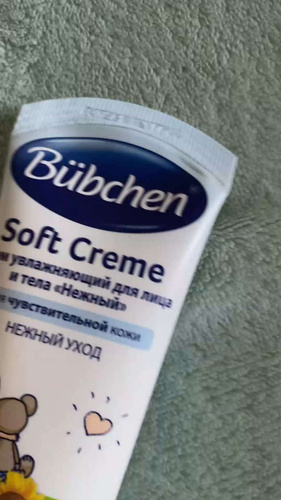 Bübchen
Soft Creme
увлажняющий для лица
и тела «Нежный»
чувствительной кожи
НЕЖНЫЙ УХОД